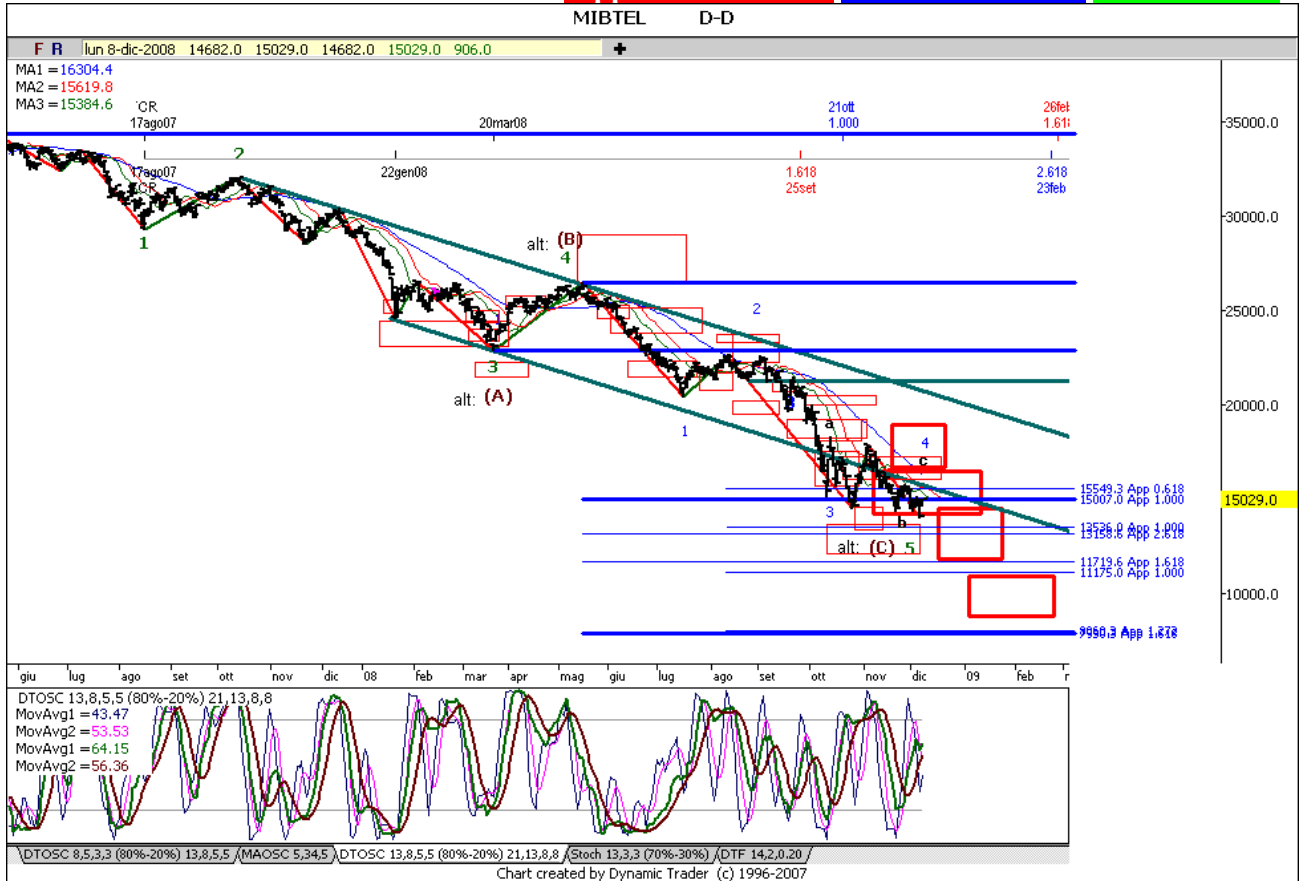 MIBTEL D-D
F R lun 8-dic-2008 14682.0 15029.0 14682.0 15029.0 906.0
MA1 =16304.4
MA2 =15619.8
MA3 =15384.6
CR
17ago07 20mar08 21ott 1.000 26feb 1.618
17ago07 22gen08 1.618 25set 2.618 23feb
CR
35000.0
30000.0
25000.0
20000.0
15029.0
10000.0
2
1
alt: (B)
4
3
alt: (A)
2
1
a
4
c
3
b
alt: (C) 5
15549.3 App 0.618
15007.0 App 1.000
13536.0 App 1.000
13158.6 App 2.618
11719.6 App 1.618
11175.0 App 1.000
giu lug ago set ott nov dic 08 feb mar apr mag giu lug ago set ott nov dic 09 feb
DTOSC 13,8,5,5 (80%-20%) 21,13,8,8
MovAvg1 =43.47
MovAvg2 =53.53
MovAvg1 =64.15
MovAvg2 =56.36
DTOSC 8,5,3,3 (80%-20%) 13,8,5,5 MAOSC 5,34,5 DTOSC 13,8,5,5 (80%-20%) 21,13,8,8 Stoch 13,3,3 (70%-30%) DTF 14,2,0.20
Chart created by Dynamic Trader (c) 1996-2007